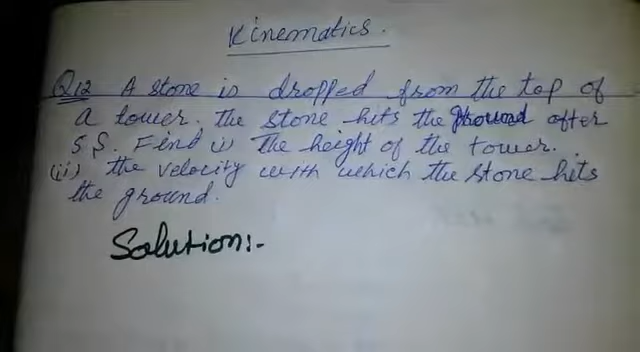 Kinematics.
Q12 A stone is dropped from the top of
a tower. the stone hits the ground after
5 S. Find i) The height of the tower.
(ii) the velocity with which the stone hits
the ground.
Solution:-